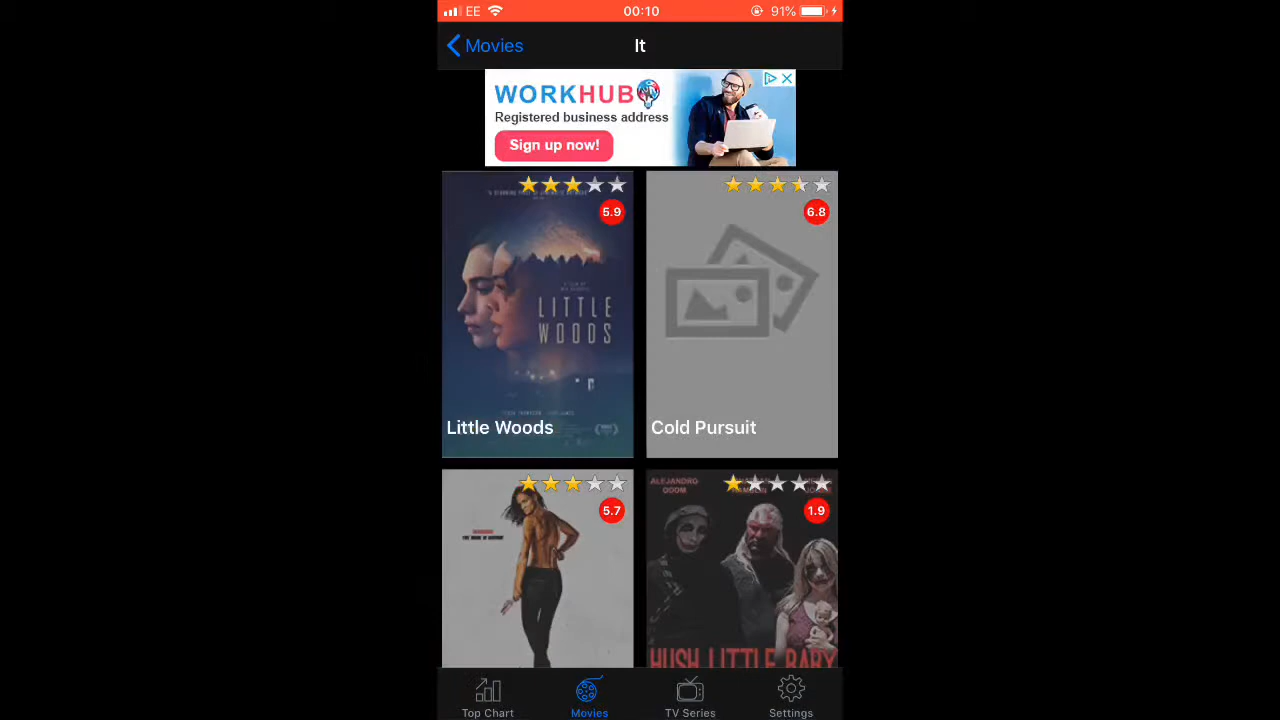 EE 00:10 91%
Movies It
WORKHUB
Registered business address
Sign up now!
5.9
6.8
LITTLE
WOODS
Little Woods
Cold Pursuit
5.7
1.9
ALEJANDRO
ODOM
HUSH LITTLE BABY
Top Chart Movies TV Series Settings